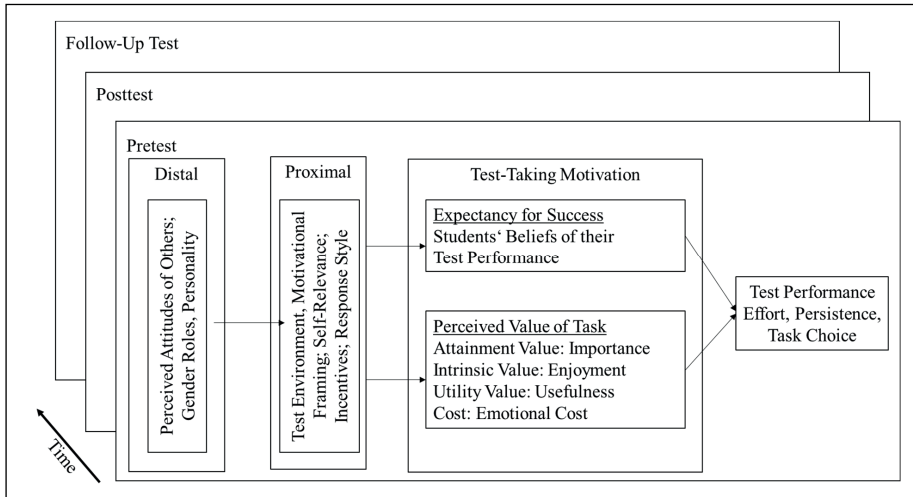 Follow-Up Test
Posttest
Pretest
Distal
Perceived Attitudes of Others;
Gender Roles, Personality
Proximal
Test Environment, Motivational
Framing; Self-Relevance;
Incentives; Response Style
Test-Taking Motivation
Expectancy for Success
Students‘ Beliefs of their
Test Performance
Perceived Value of Task
Attainment Value: Importance
Intrinsic Value: Enjoyment
Utility Value: Usefulness
Cost: Emotional Cost
Test Performance
Effort, Persistence,
Task Choice
Time